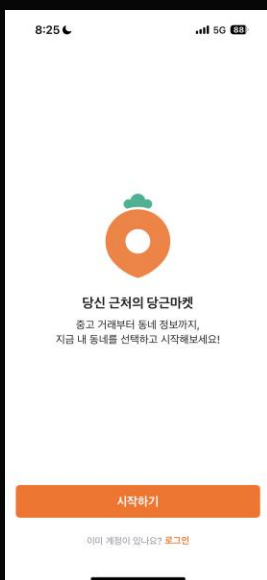 8:25
5G 88
당신 근처의 당근마켓
중고 거래부터 동네 정보까지,
지금 내 동네를 선택하고 시작해보세요!
시작하기
이미 계정이 있나요? 로그인